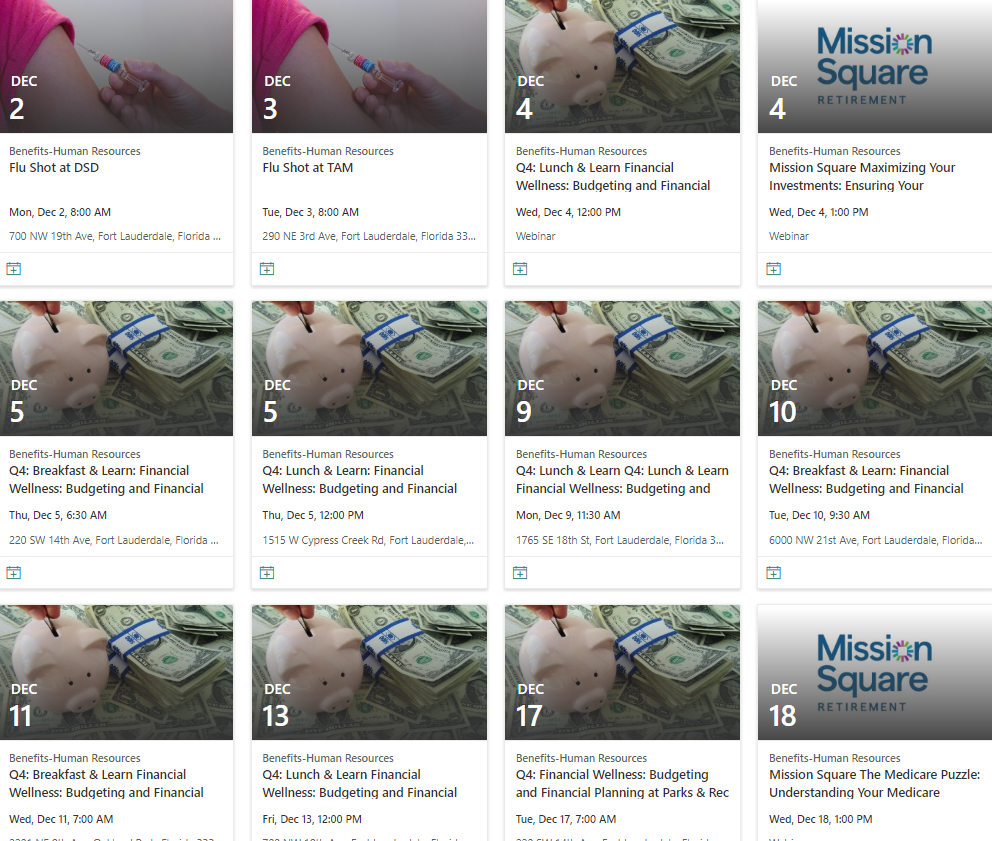 DEC
2
Benefits-Human Resources
Flu Shot at DSD
Mon, Dec 2, 8:00 AM
700 NW 19th Ave, Fort Lauderdale, Florida ...
DEC
3
Benefits-Human Resources
Flu Shot at TAM
Tue, Dec 3, 8:00 AM
290 NE 3rd Ave, Fort Lauderdale, Florida 33...
DEC
4
Benefits-Human Resources
Q4: Lunch & Learn Financial
Wellness: Budgeting and Financial
Wed, Dec 4, 12:00 PM
Webinar
Mission
Square
RETIREMENT
DEC
4
Benefits-Human Resources
Mission Square Maximizing Your
Investments: Ensuring Your
Wed, Dec 4, 1:00 PM
Webinar
DEC
5
Benefits-Human Resources
Q4: Breakfast & Learn: Financial
Wellness: Budgeting and Financial
Thu, Dec 5, 6:30 AM
220 SW 14th Ave, Fort Lauderdale, Florida ...
DEC
5
Benefits-Human Resources
Q4: Lunch & Learn: Financial
Wellness: Budgeting and Financial
Thu, Dec 5, 12:00 PM
1515 W Cypress Creek Rd, Fort Lauderdale,...
DEC
9
Benefits-Human Resources
Q4: Lunch & Learn Q4: Lunch & Learn
Financial Wellness: Budgeting and
Mon, Dec 9, 11:30 AM
1765 SE 18th St, Fort Lauderdale, Florida 3...
DEC
10
Benefits-Human Resources
Q4: Breakfast & Learn: Financial
Wellness: Budgeting and Financial
Tue, Dec 10, 9:30 AM
6000 NW 21st Ave, Fort Lauderdale, Florida...
DEC
11
Benefits-Human Resources
Q4: Breakfast & Learn Financial
Wellness: Budgeting and Financial
Wed, Dec 11, 7:00 AM
DEC
13
Benefits-Human Resources
Q4: Lunch & Learn Financial
Wellness: Budgeting and Financial
Fri, Dec 13, 12:00 PM
DEC
17
Benefits-Human Resources
Q4: Financial Wellness: Budgeting
and Financial Planning at Parks & Rec
Tue, Dec 17, 7:00 AM
Mission
Square
RETIREMENT
DEC
18
Benefits-Human Resources
Mission Square The Medicare Puzzle:
Understanding Your Medicare
Wed, Dec 18, 1:00 PM